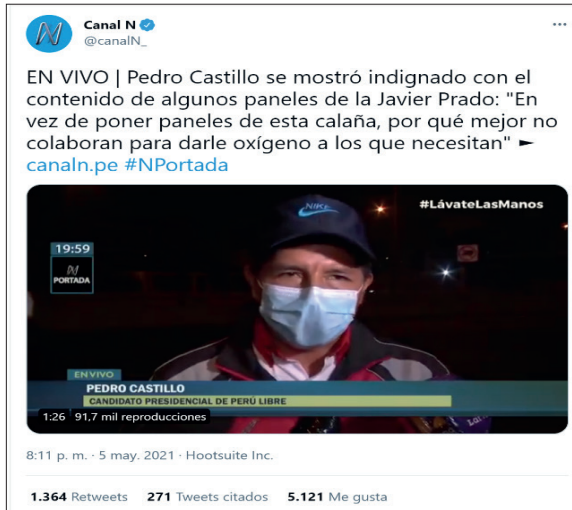 Canal N
@canalN_
EN VIVO | Pedro Castillo se mostró indignado con el
contenido de algunos paneles de la Javier Prado: "En
vez de poner paneles de esta calaña, por qué mejor no
colaboran para darle oxígeno a los que necesitan" ►
canaln.pe #NPortada
NIKE
#LávateLasManos
19:59
N
PORTADA
EN VIVO
PEDRO CASTILLO
CANDIDATO PRESIDENCIAL DE PERÚ LIBRE
1:26 91,7 mil reproducciones
8:11 p. m. · 5 may. 2021 · Hootsuite Inc.
1.364 Retweets 271 Tweets citados 5.121 Me gusta